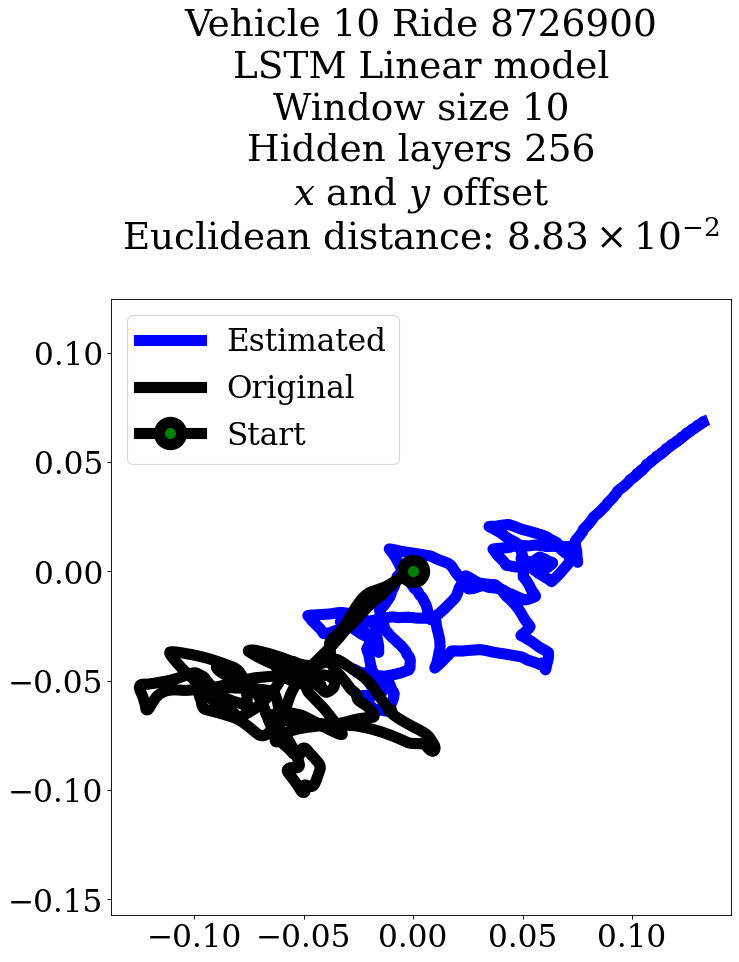 Vehicle 10 Ride 8726900
LSTM Linear model
Window size 10
Hidden layers 256
x and y offset
Euclidean distance: 8.83 × 10⁻²
Estimated
Original
Start
0.10
0.05
0.00
−0.05
−0.10
−0.15
−0.10 −0.05 0.00 0.05 0.10